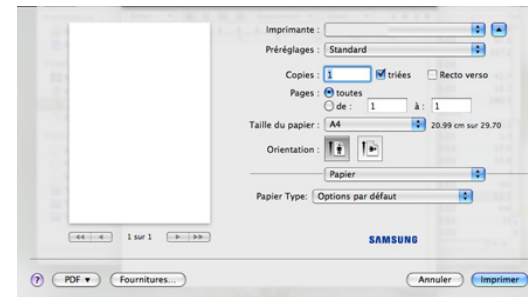 Imprimante :
Préréglages : Standard
Copies : 1 triées Recto verso
Pages : toutes
de : 1 à : 1
Taille du papier : A4 20.99 cm sur 29.70
Orientation :
Papier
Papier Type: Options par défaut
1 sur 1
SAMSUNG
? PDF Fournitures... Annuler Imprimer